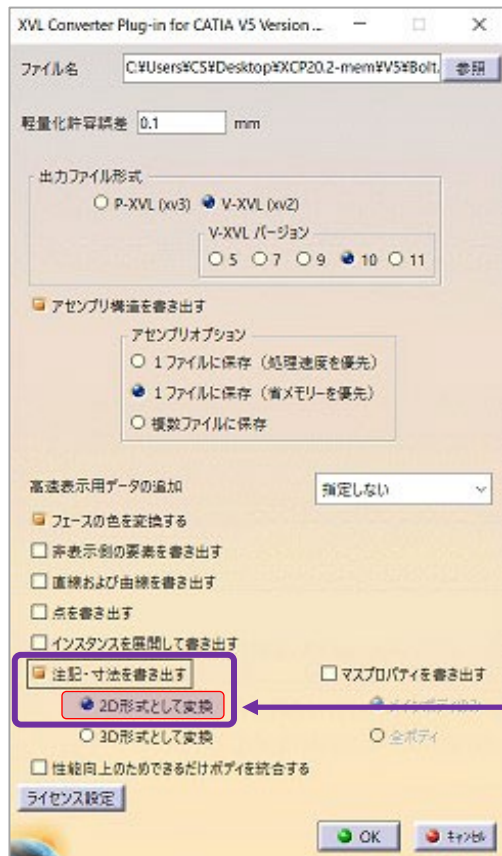 XVL Converter Plug-in for CATIA V5 Version ...
ファイル名 C:¥Users¥CS¥Desktop¥XCP20.2-mem¥V5¥Bolt. 参照
軽量化許容誤差 0.1 mm
出力ファイル形式
P-XVL (xv3) V-XVL (xv2)
V-XVL バージョン
5 7 9 10 11
アセンブリ構造を書き出す
アセンブリオプション
1ファイルに保存（処理速度を優先）
1ファイルに保存（省メモリーを優先）
複数ファイルに保存
高速表示用データの追加 指定しない
フェースの色を変換する
非表示側の要素を書き出す
直線および曲線を書き出す
点を書き出す
インスタンスを展開して書き出す
注記・寸法を書き出す マスプロパティを書き出す
2D形式として変換
3D形式として変換 全ボディ
性能向上のためできるだけボディを統合する
ライセンス設定
OK キャンセル